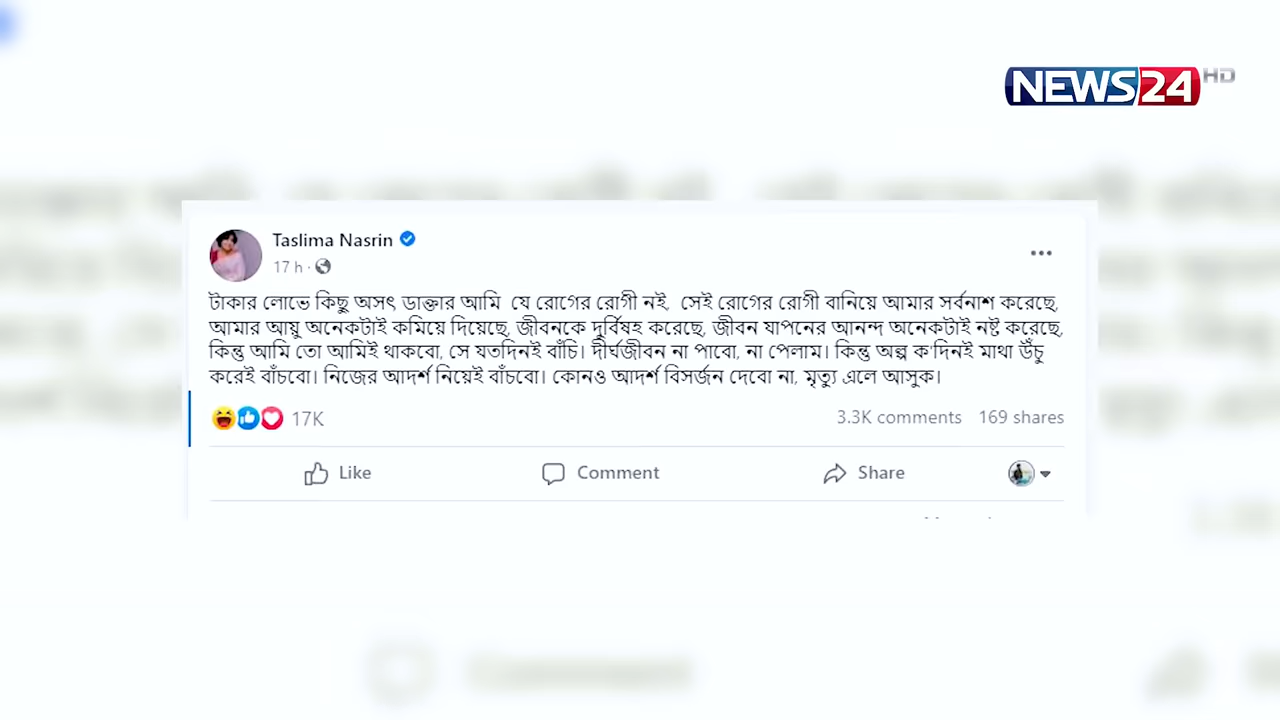 NEWS24 HD
Taslima Nasrin
17 h ·
টাকার লোভে কিছু অসৎ ডাক্তার আমি যে রোগের রোগী নই, সেই রোগের রোগী বানিয়ে আমার সর্বনাশ করেছে,
আমার আয়ু অনেকটাই কমিয়ে দিয়েছে, জীবনকে দুর্বিষহ করেছে, জীবন যাপনের আনন্দ অনেকটাই নষ্ট করেছে,
কিন্তু আমি তো আমিই থাকবো, সে যতদিনই বাঁচি। দীর্ঘজীবন না পাবো, না পেলাম। কিন্তু অল্প ক'দিনই মাথা উঁচু
করেই বাঁচবো। নিজের আদর্শ নিয়েই বাঁচবো। কোনও আদর্শ বিসর্জন দেবো না, মৃত্যু এলে আসুক।
17K 3.3K comments 169 shares
Like Comment Share
Comment